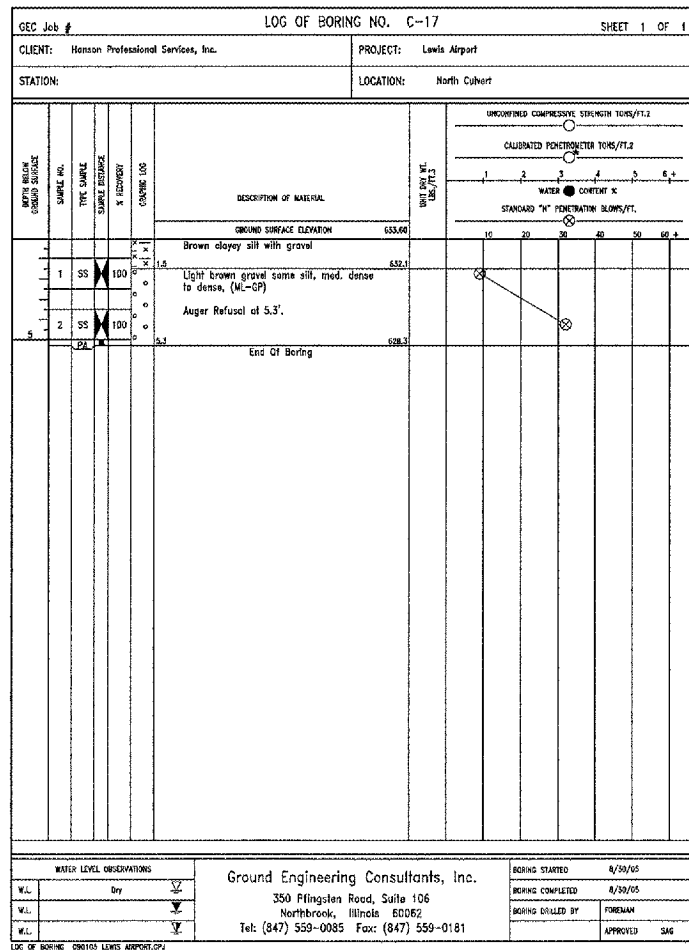 GEC Job #
LOG OF BORING NO. C-17
SHEET 1 OF 1
CLIENT: Hanson Professional Services, Inc.
PROJECT: Lewis Airport
STATION:
LOCATION: North Culvert
DEPTH BELOW
GROUND SURFACE
SAMPLE NO.
TYPE SAMPLE
SAMPLE DISTANCE
% RECOVERY
GRAPHIC LOG
DESCRIPTION OF MATERIAL
GROUND SURFACE ELEVATION 633.60
UNIT DRY WT.
LBS./FT.3
UNCONFINED COMPRESSIVE STRENGTH TONS/FT.2
CALIBRATED PENETROMETER TONS/FT.2
1 2 3 4 5 6 +
WATER CONTENT %
STANDARD "N" PENETRATION BLOWS/FT.
10 20 30 40 50 60 +
Brown clayey silt with gravel
1.5 632.1
1 SS 100
Light brown gravel some silt, med. dense
to dense, (ML-GP)
Auger Refusal at 5.3'.
2 SS 100
5
PA
5.3 628.3
End Of Boring
WATER LEVEL OBSERVATIONS
W.L. Dry
W.L.
W.L.
Ground Engineering Consultants, Inc.
350 Pfingsten Road, Suite 106
Northbrook, Illinois 60062
Tel: (847) 559-0085 Fax: (847) 559-0181
BORING STARTED 8/30/05
BORING COMPLETED 8/30/05
BORING DRILLED BY FOREMAN
APPROVED SAG
LOG OF BORING 090105 LEWIS AIRPORT.GPJ